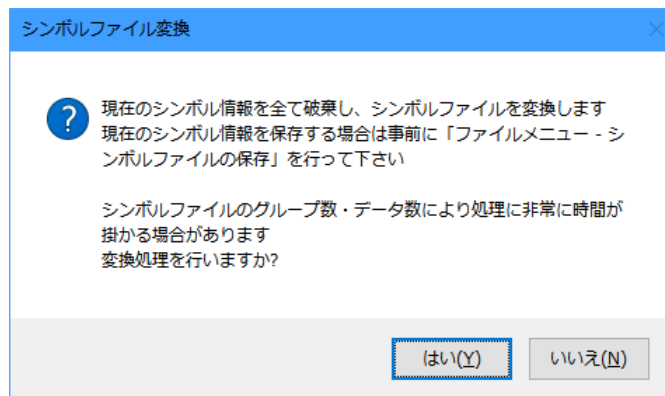 シンボルファイル変換
現在のシンボル情報を全て破棄し、シンボルファイルを変換します
現在のシンボル情報を保存する場合は事前に「ファイルメニュー - シ
ンボルファイルの保存」を行って下さい
シンボルファイルのグループ数・データ数により処理に非常に時間が
掛かる場合があります
変換処理を行いますか?
はい(Y) いいえ(N)